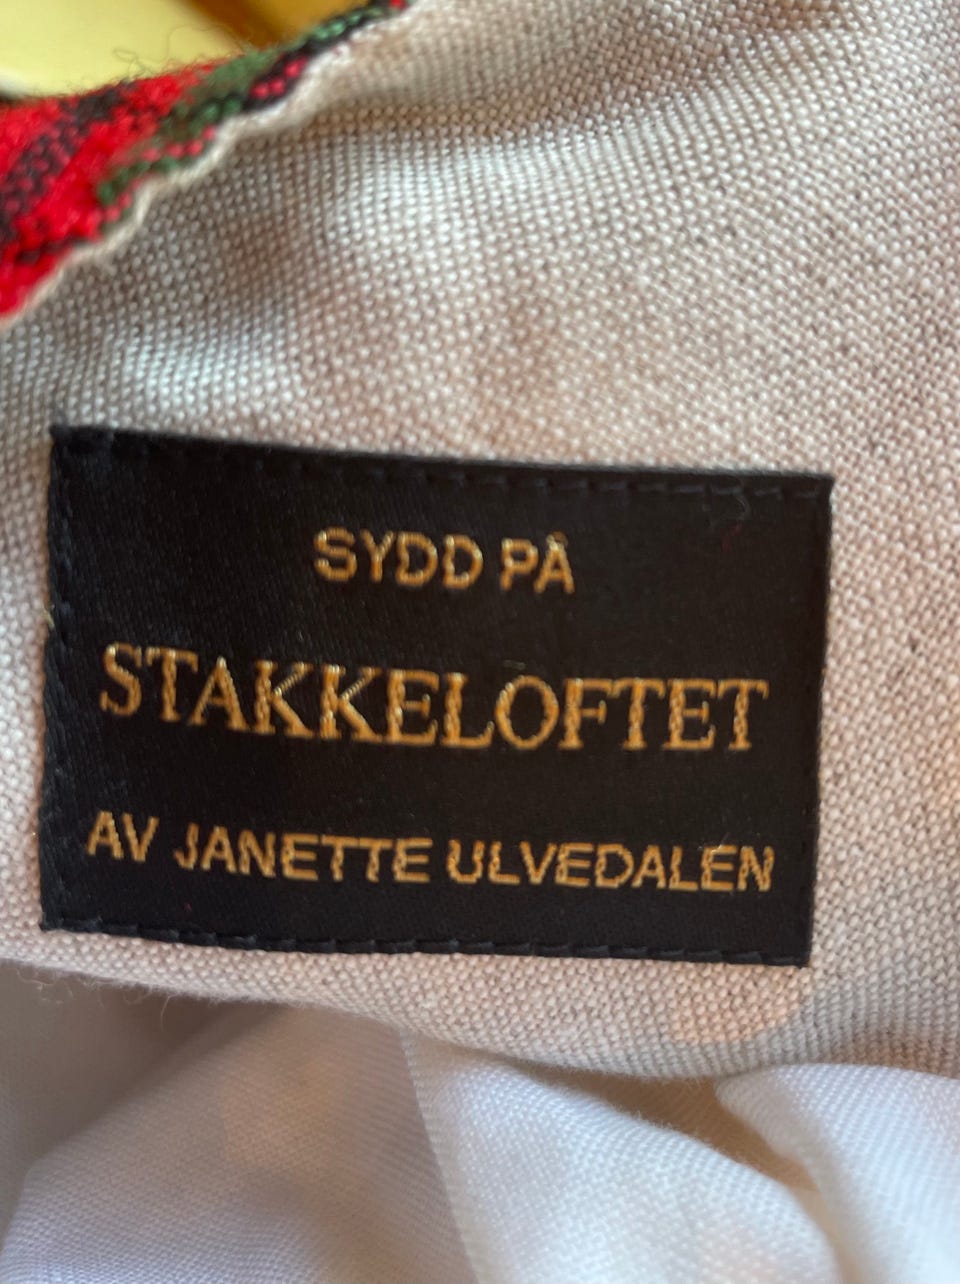 SYDD PÅ
STAKKELOFTET
AV JANETTE ULVEDALEN